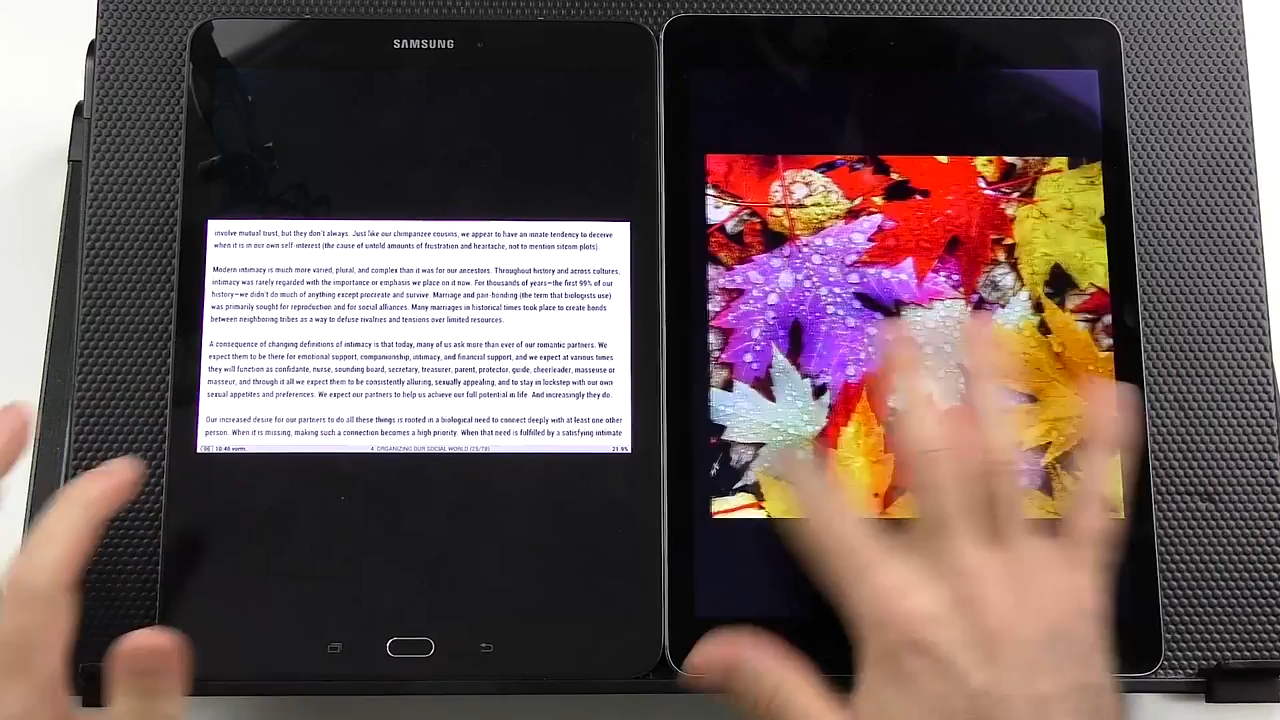 SAMSUNG
involve mutual trust, but they don't always. Just like our chimpanzee cousins, we appear to have an innate tendency to deceive
when it is in our own self-interest (the cause of untold amounts of frustration and heartache, not to mention sitcom plots).
Modern intimacy is much more varied, plural, and complex than it was for our ancestors. Throughout history and across cultures,
intimacy was rarely regarded with the importance or emphasis we place on it now. For thousands of years—the first 99% of our
history—we didn't do much of anything except procreate and survive. Marriage and pair-bonding (the term that biologists use)
was primarily sought for reproduction and for social alliances. Many marriages in historical times took place to create bonds
between neighboring tribes as a way to defuse rivalries and tensions over limited resources.
A consequence of changing definitions of intimacy is that today, many of us ask more than ever of our romantic partners. We
expect them to be there for emotional support, companionship, intimacy, and financial support, and we expect at various times
they will function as confidante, nurse, sounding board, secretary, treasurer, parent, protector, guide, cheerleader, masseuse or
masseur, and through it all we expect them to be consistently alluring, sexually appealing, and to stay in lockstep with our own
sexual appetites and preferences. We expect our partners to help us achieve our full potential in life. And increasingly they do.
Our increased desire for our partners to do all these things is rooted in a biological need to connect deeply with at least one other
person. When it is missing, making such a connection becomes a high priority. When that need is fulfilled by a satisfying intimate
96 10:46 vorm. 4 ORGANIZING OUR SOCIAL WORLD (25/78) 21.9%